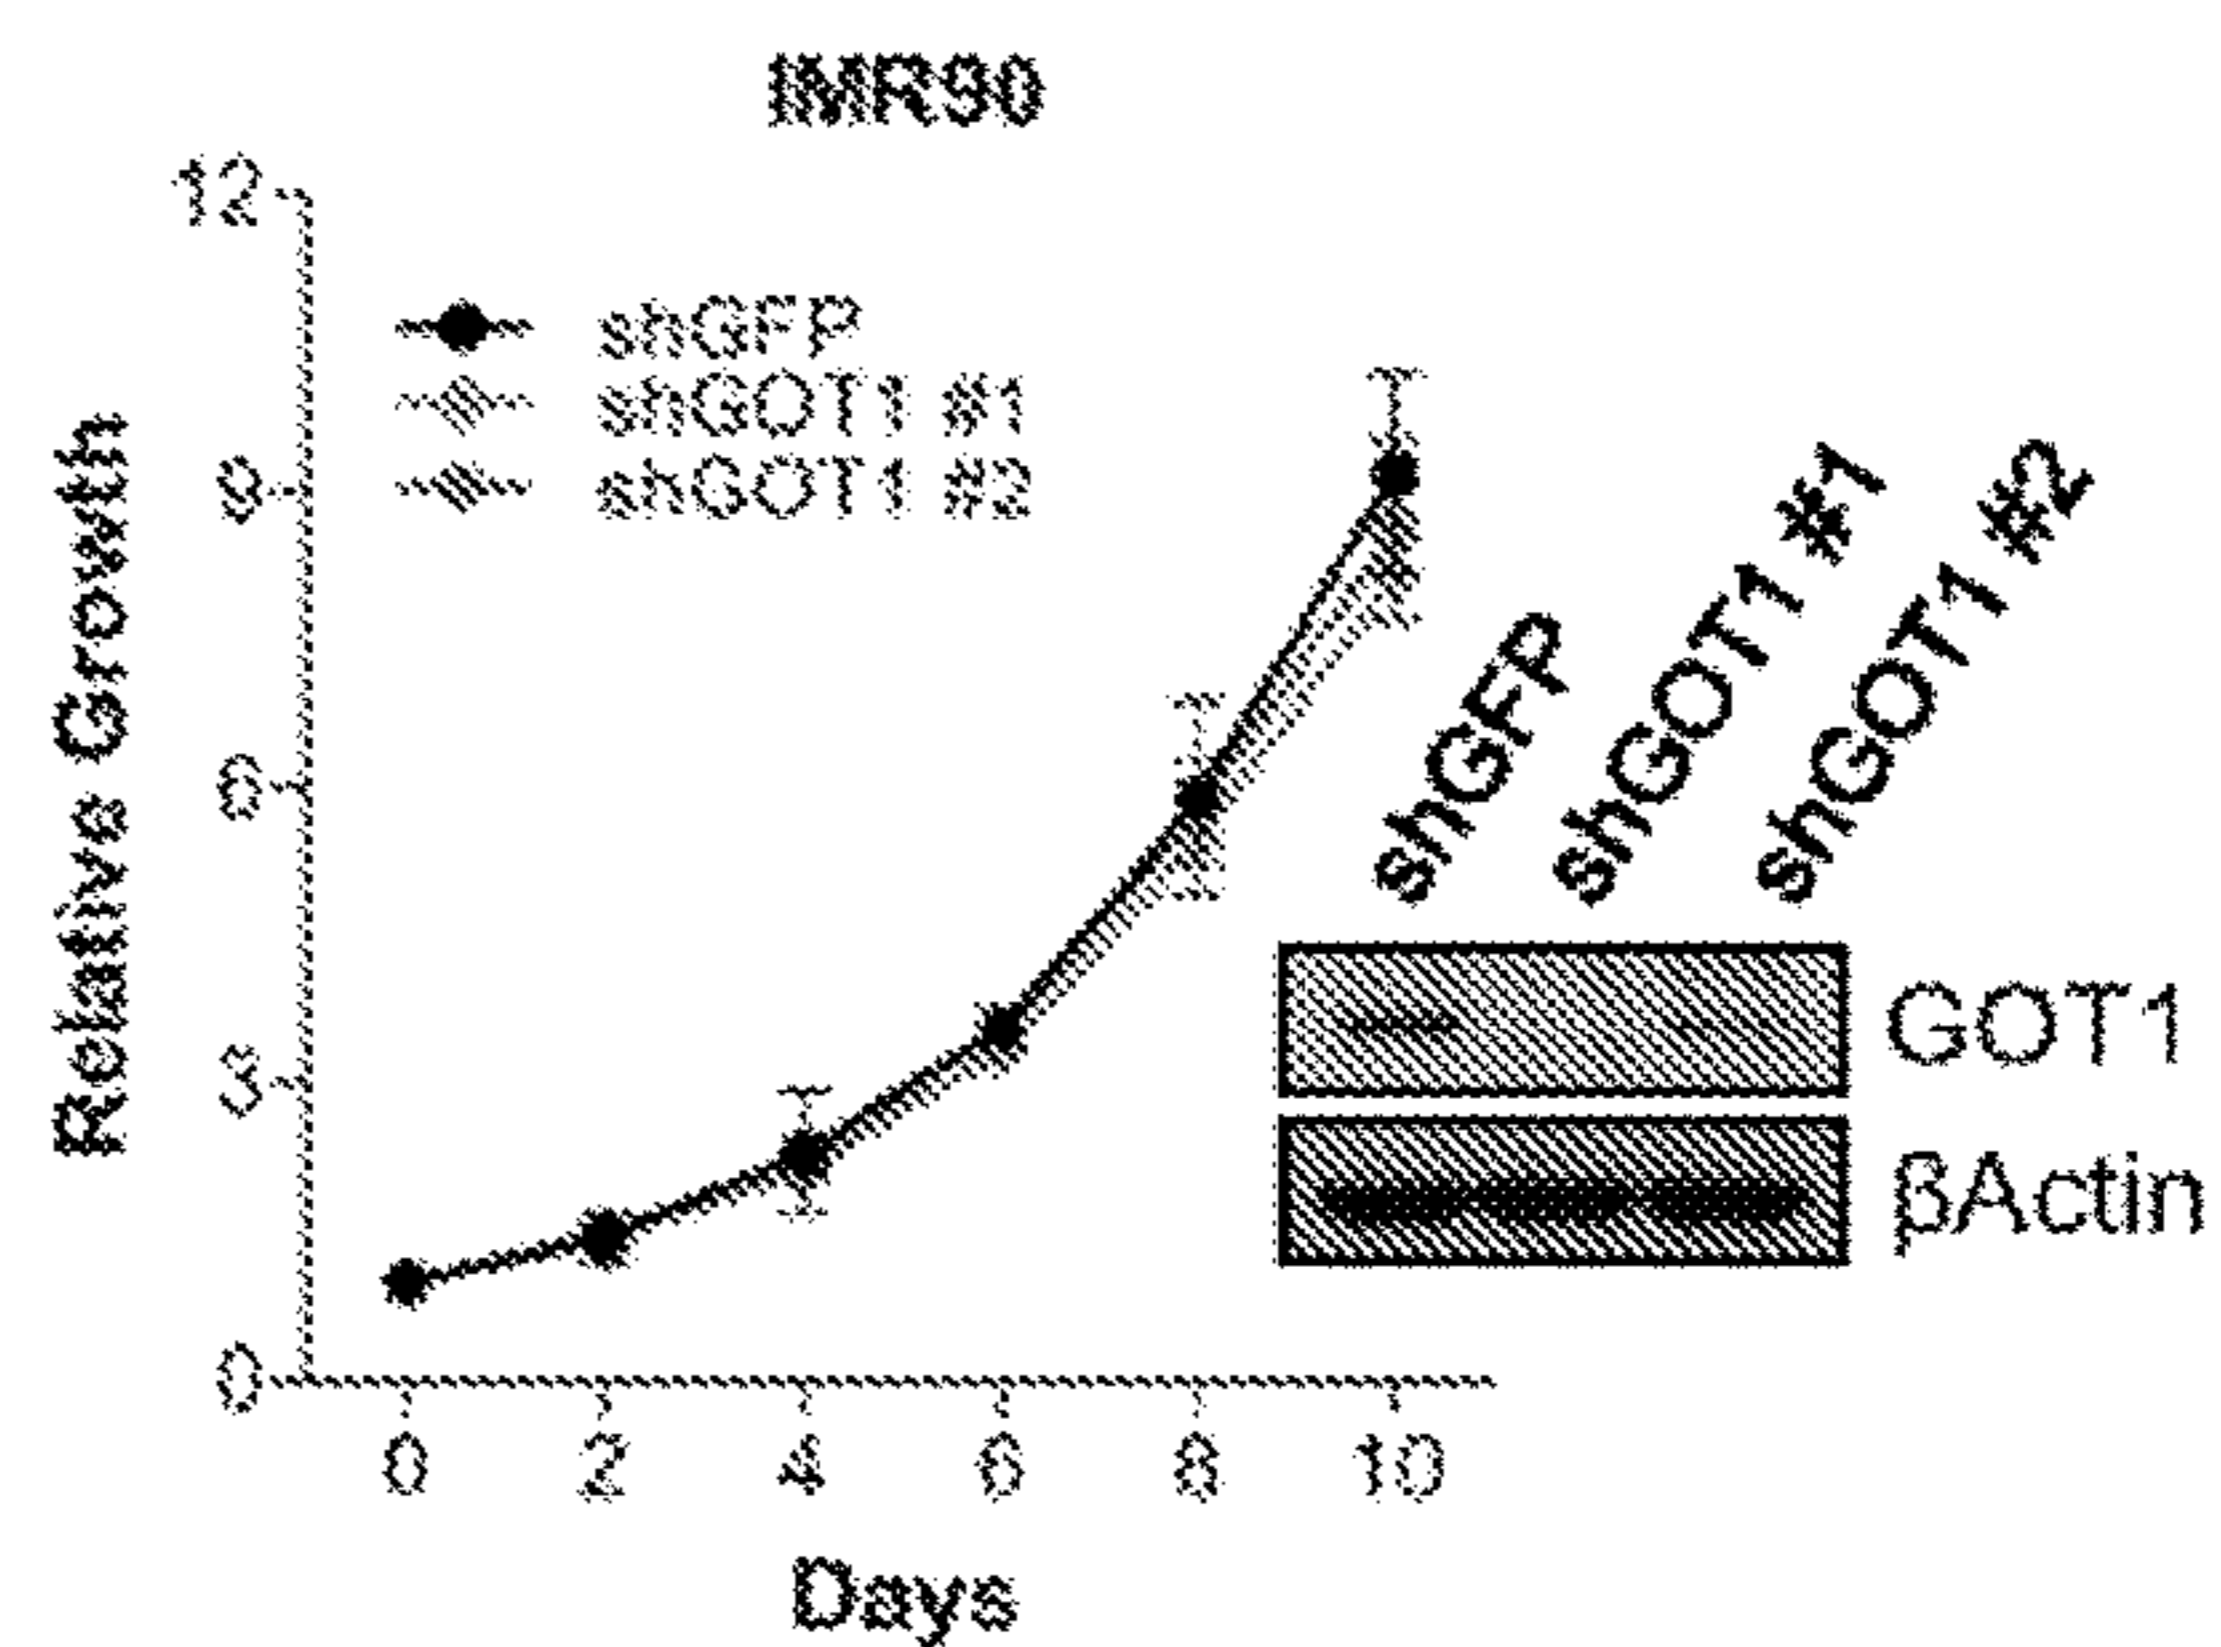 IMR90
12
9
6
3
0
Relative Growth
shGFP
shGOT1 #1
shGOT1 #2
0 2 4 6 8 10
Days
shGFP
shGOT1 #1
shGOT1 #2
GOT1
βActin